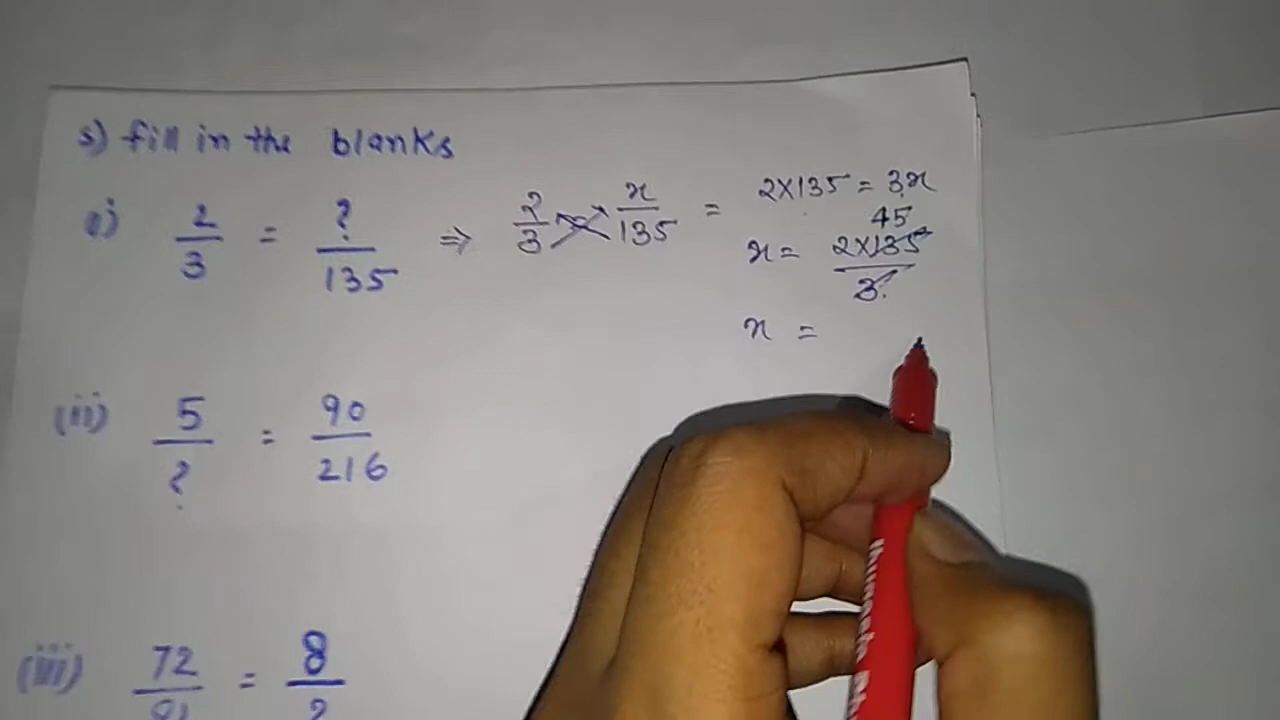 s) fill in the blanks
i) 2/3 = ?/135 ⇒ 2/3 = x/135 = 2×135 = 3x
45
x = 2×135/3
x =
(ii) 5/? = 90/216
(iii) 72/81 = 8/?